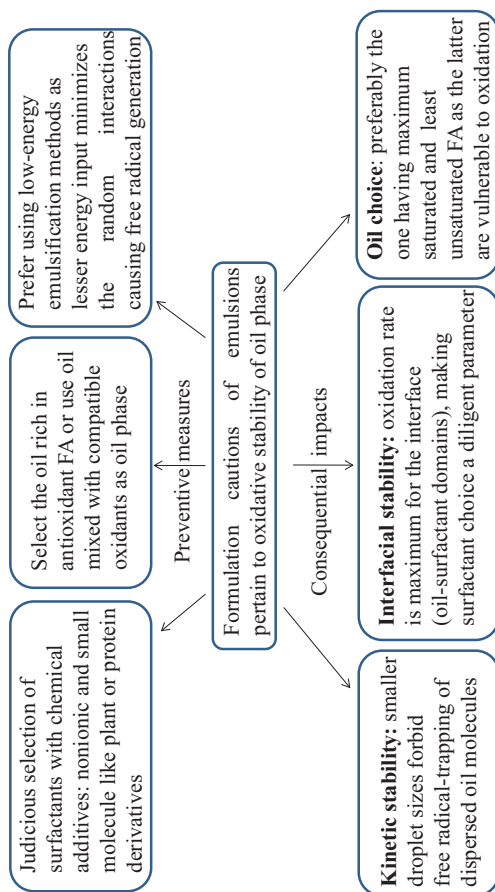 Judicious selection of
surfactants with chemical
additives: nonionic and small
molecule like plant or protein
derivatives
Select the oil rich in
antioxidant FA or use oil
mixed with compatible
oxidants as oil phase
Prefer using low-energy
emulsification methods as
lesser energy input minimizes
the random interactions
causing free radical generation
Preventive measures
Formulation cautions of emulsions
pertain to oxidative stability of oil phase
Consequential impacts
Kinetic stability: smaller
droplet sizes forbid
free radical-trapping of
dispersed oil molecules
Interfacial stability: oxidation rate
is maximum for the interface
(oil-surfactant domains), making
surfactant choice a diligent parameter
Oil choice: preferably the
one having maximum
saturated and least
unsaturated FA as the latter
are vulnerable to oxidation